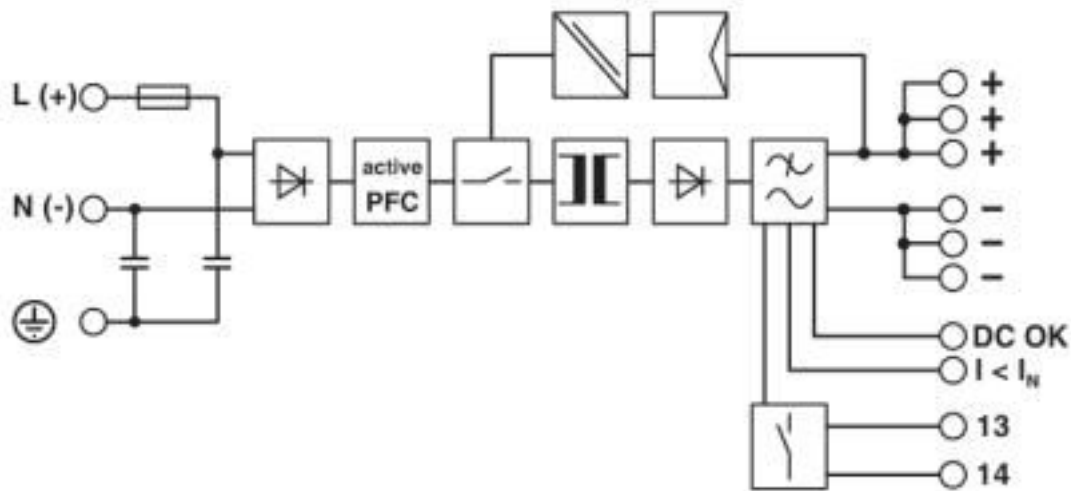 L (+)
+
+
active
PFC
+
N (-)
-
-
-
DC OK
I < IN
13
14